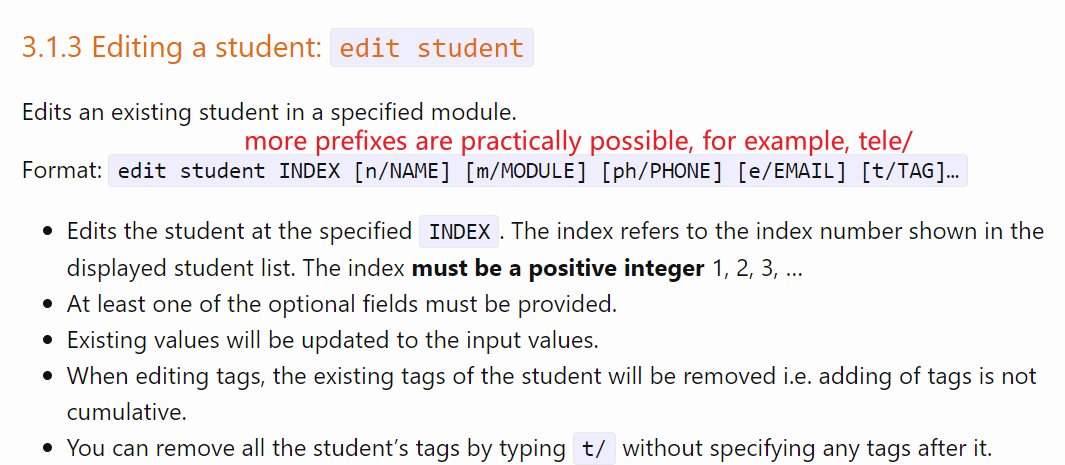 3.1.3 Editing a student: edit student
Edits an existing student in a specified module.
more prefixes are practically possible, for example, tele/
Format: edit student INDEX [n/NAME] [m/MODULE] [ph/PHONE] [e/EMAIL] [t/TAG]…
• Edits the student at the specified INDEX. The index refers to the index number shown in the
displayed student list. The index must be a positive integer 1, 2, 3, …
• At least one of the optional fields must be provided.
• Existing values will be updated to the input values.
• When editing tags, the existing tags of the student will be removed i.e. adding of tags is not
cumulative.
• You can remove all the student’s tags by typing t/ without specifying any tags after it.